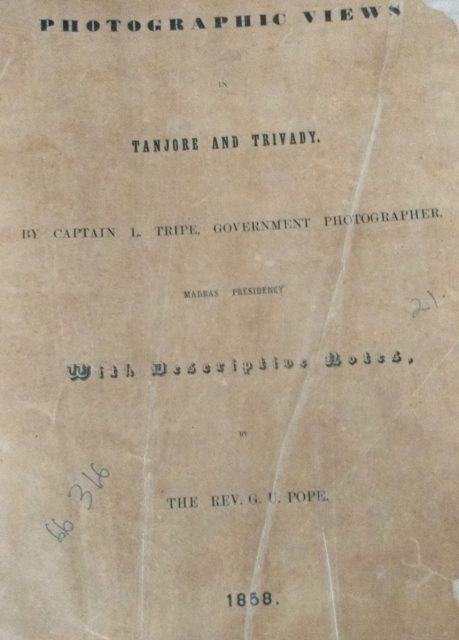 PHOTOGRAPHIC VIEWS
IN
TANJORE AND TRIVADY.
BY CAPTAIN L. TRIPE, GOVERNMENT PHOTOGRAPHER,
MADRAS PRESIDENCY
21.
With Descriptive Notes,
BY
THE REV. G. U. POPE.
66 316
1858.